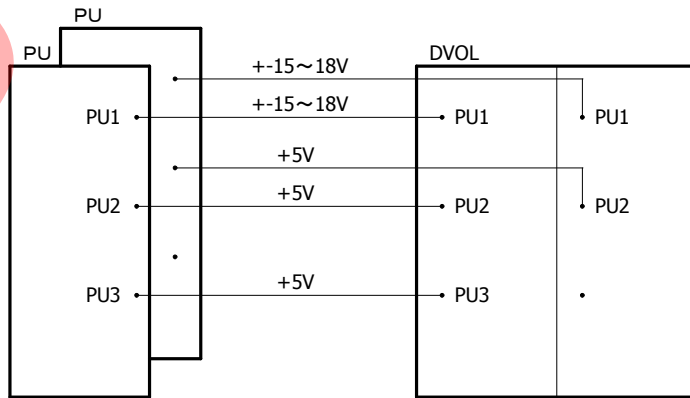 PU
PU
DVOL
+-15～18V
+-15～18V
PU1
PU1
PU1
+5V
+5V
PU2
PU2
PU2
+5V
PU3
PU3